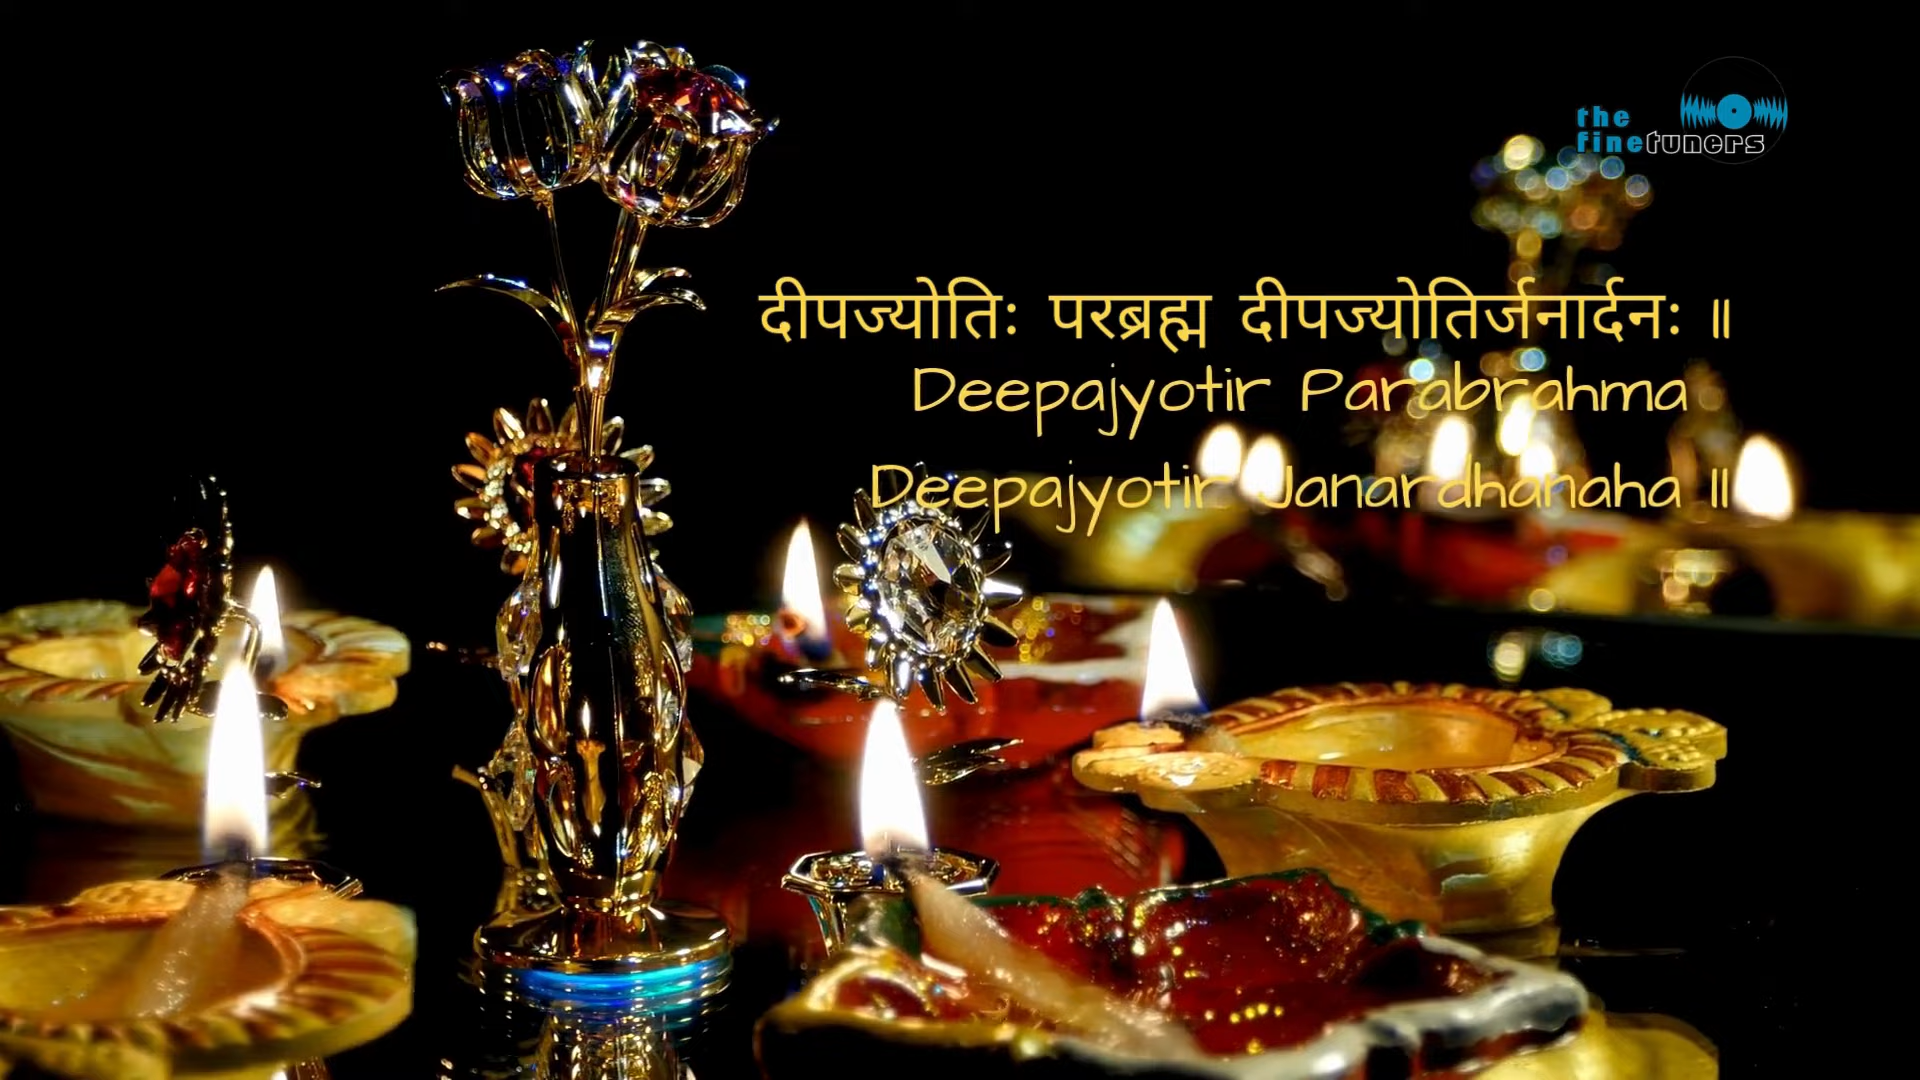 the
finetuners
दीपज्योतिः परब्रह्म दीपज्योतिर्जनार्दनः ॥
Deepajyotir Parabrahma
Deepajyotir Janardhanaha ॥